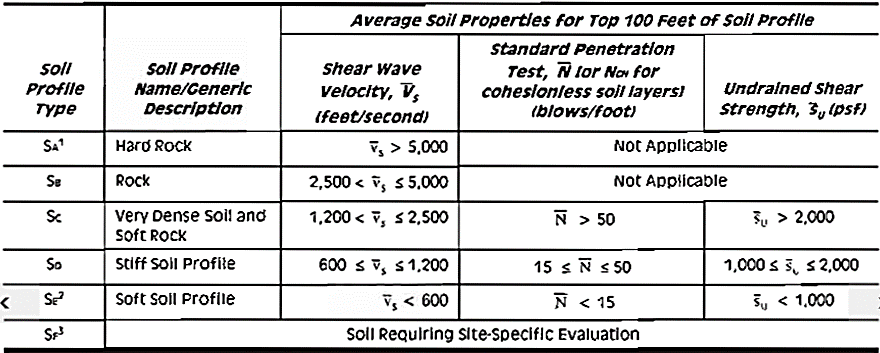 Average Soil Properties for Top 100 Feet of Soil Profile
Soil Profile Type
Soil Profile Name/Generic Description
Shear Wave Velocity, V̅s (feet/second)
Standard Penetration Test, N̅ [or NCH for cohesionless soil layers] (blows/foot)
Undrained Shear Strength, s̅u (psf)
SA¹ Hard Rock v̅s > 5,000 Not Applicable
SB Rock 2,500 < v̅s ≤ 5,000 Not Applicable
SC Very Dense Soil and Soft Rock 1,200 < v̅s ≤ 2,500 N̅ > 50 s̅u > 2,000
SD Stiff Soil Profile 600 ≤ v̅s ≤ 1,200 15 ≤ N̅ ≤ 50 1,000 ≤ s̅u ≤ 2,000
SE² Soft Soil Profile v̅s < 600 N̅ < 15 s̅u < 1,000
SF³ Soil Requiring Site-Specific Evaluation